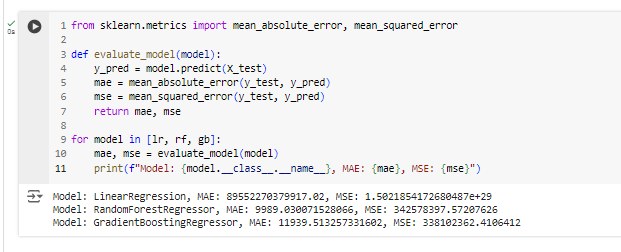 0s
1 from sklearn.metrics import mean_absolute_error, mean_squared_error
2
3 def evaluate_model(model):
4     y_pred = model.predict(X_test)
5     mae = mean_absolute_error(y_test, y_pred)
6     mse = mean_squared_error(y_test, y_pred)
7     return mae, mse
8
9 for model in [lr, rf, gb]:
10     mae, mse = evaluate_model(model)
11     print(f"Model: {model.__class__.__name__}, MAE: {mae}, MSE: {mse}")
Model: LinearRegression, MAE: 89552270379917.02, MSE: 1.5021854172680487e+29
Model: RandomForestRegressor, MAE: 9989.030071528066, MSE: 342578397.57207626
Model: GradientBoostingRegressor, MAE: 11939.513257331602, MSE: 338102362.4106412